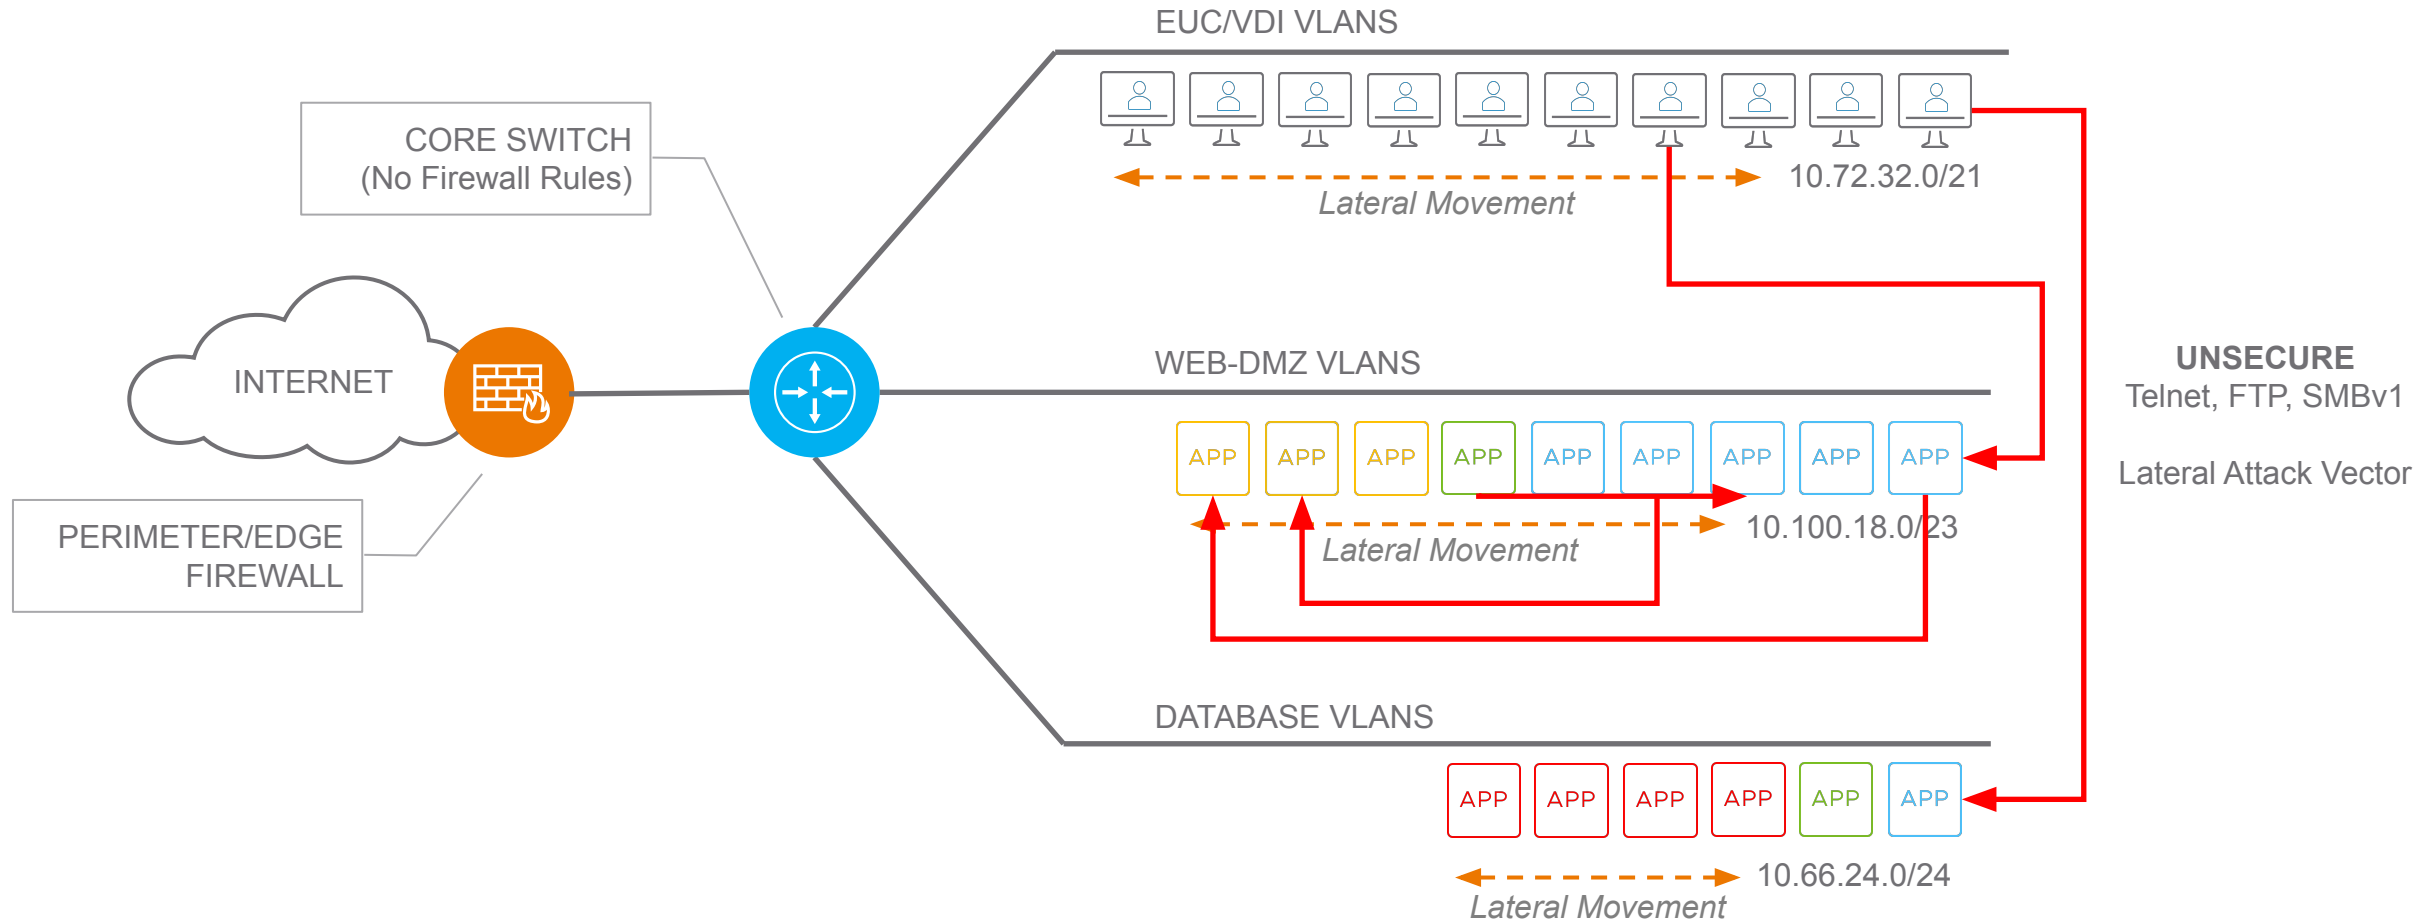 EUC/VDI VLANS
CORE SWITCH
(No Firewall Rules)
10.72.32.0/21
Lateral Movement
INTERNET
WEB-DMZ VLANS
UNSECURE
Telnet, FTP, SMBv1
Lateral Attack Vector
APP APP APP APP APP APP APP APP APP
10.100.18.0/23
Lateral Movement
PERIMETER/EDGE
FIREWALL
DATABASE VLANS
APP APP APP APP APP APP
10.66.24.0/24
Lateral Movement